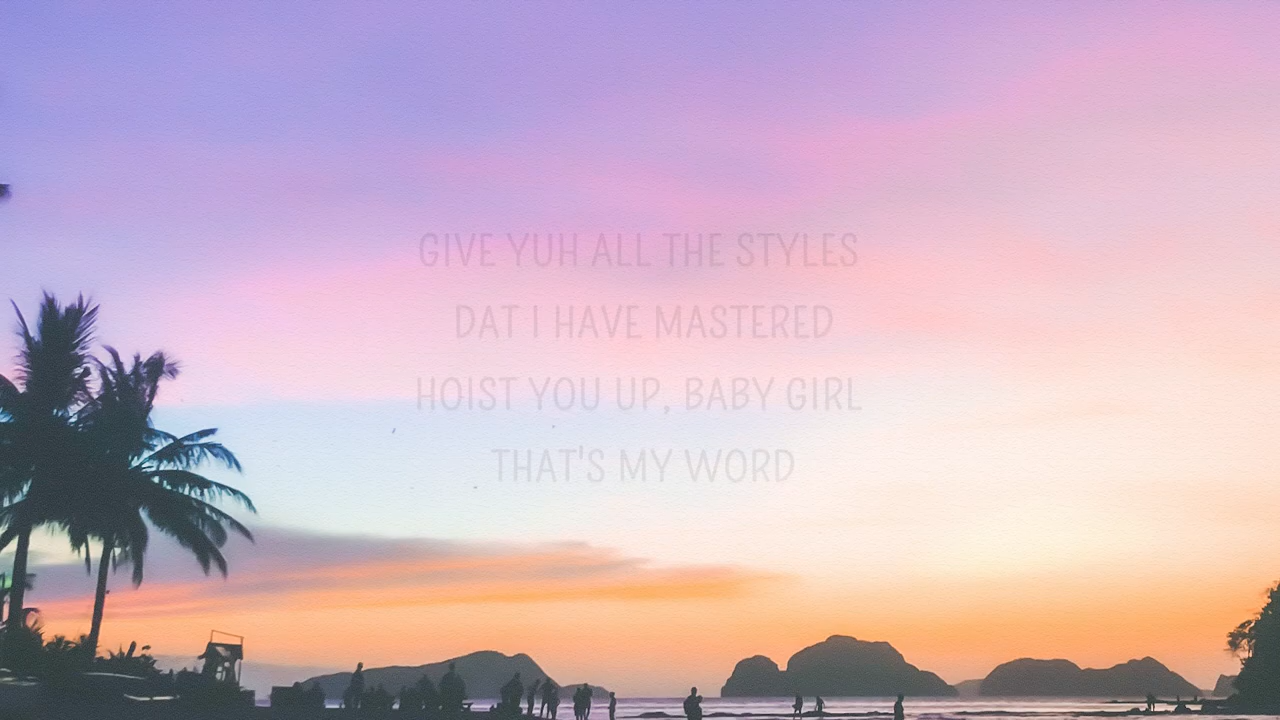 GIVE YUH ALL THE STYLES
DAT I HAVE MASTERED
HOIST YOU UP, BABY GIRL
THAT'S MY WORD